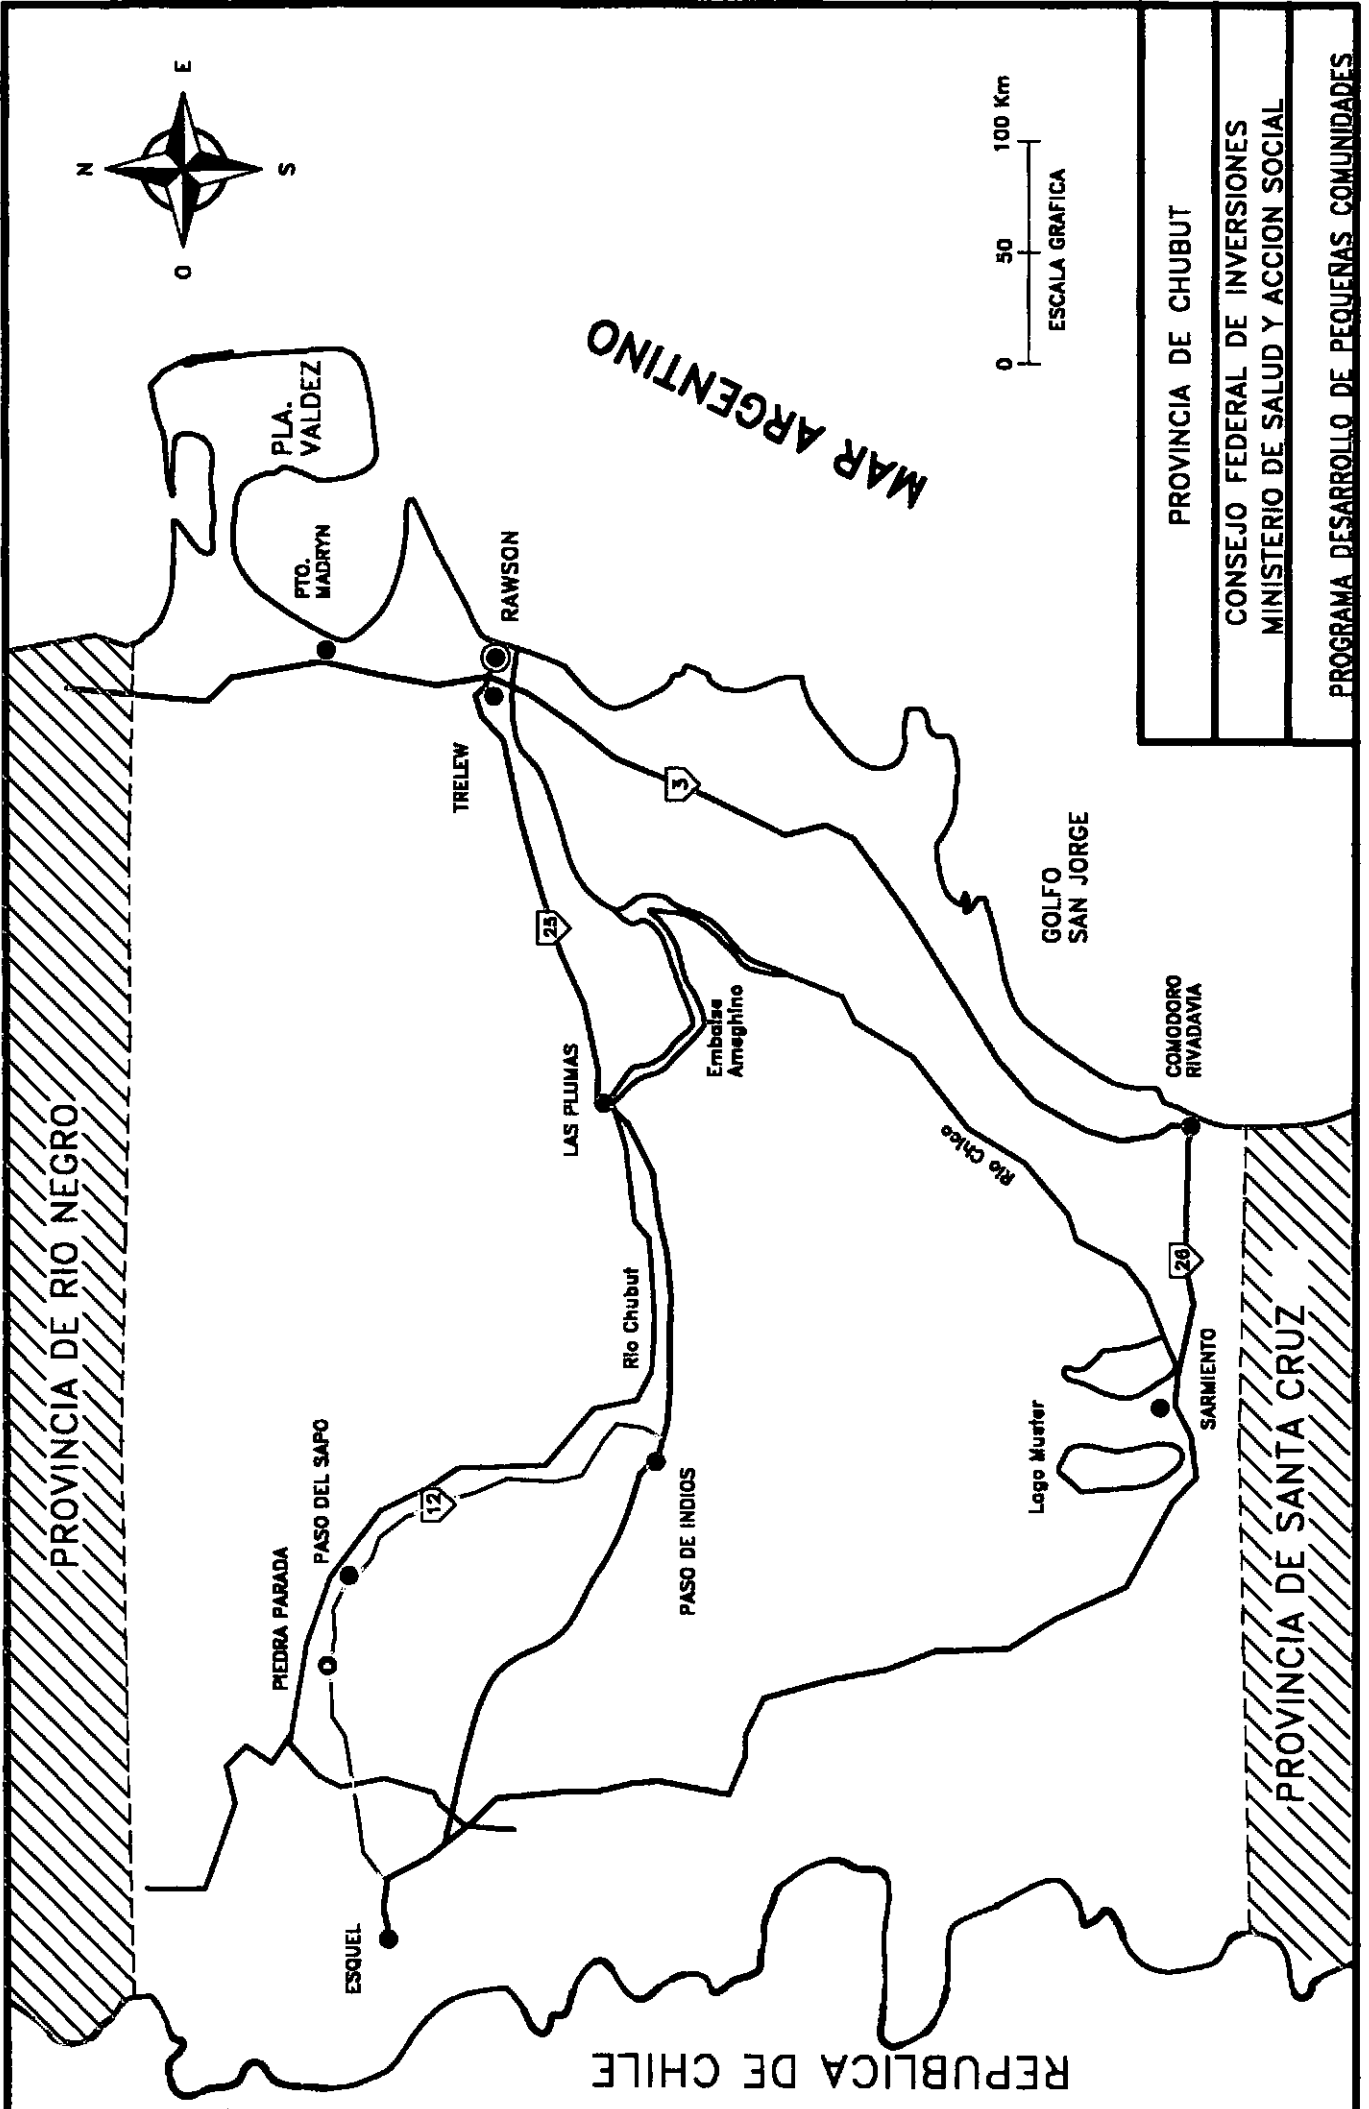 PROVINCIA DE RIO NEGRO
N
O
E
S
PLA.
VALDEZ
PTO.
MADRYN
RAWSON
TRELEW
MAR ARGENTINO
PIEDRA PARADA
PASO DEL SAPO
12
ESQUEL
25
3
LAS PLUMAS
Río Chubut
PASO DE INDIOS
Embalse
Ameghino
Río Chico
GOLFO
SAN JORGE
COMODORO
RIVADAVIA
26
Lago Muster
SARMIENTO
REPUBLICA DE CHILE
PROVINCIA DE SANTA CRUZ
0 50 100 Km
ESCALA GRAFICA
PROVINCIA DE CHUBUT
CONSEJO FEDERAL DE INVERSIONES
MINISTERIO DE SALUD Y ACCION SOCIAL
PROGRAMA DESARROLLO DE PEQUEÑAS COMUNIDADES